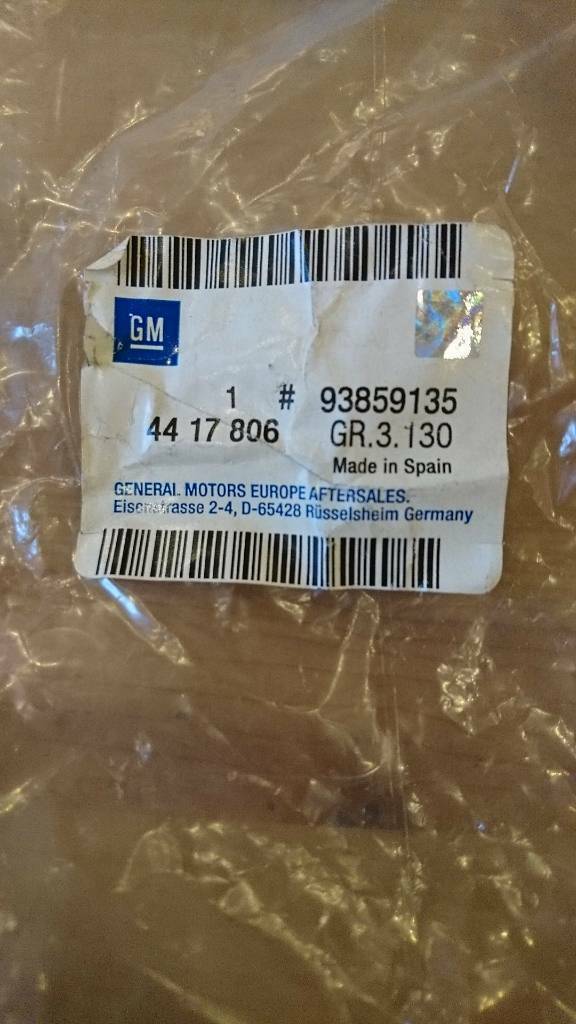 GM
1 # 93859135
44 17 806 GR.3.130
Made in Spain
GENERAL MOTORS EUROPE AFTERSALES.
Eisenstrasse 2-4, D-65428 Rüsselsheim Germany